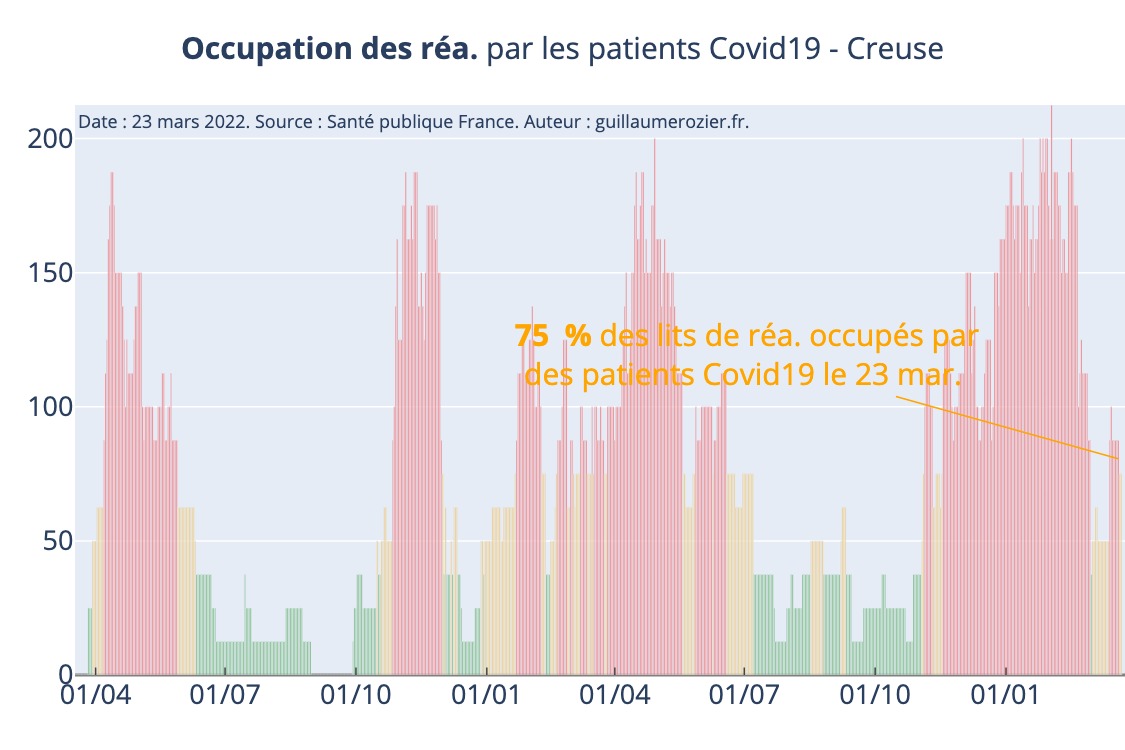 Occupation des réa. par les patients Covid19 - Creuse
Date : 23 mars 2022. Source : Santé publique France. Auteur : guillaumerozier.fr.
200
150
75  % des lits de réa. occupés par
des patients Covid19 le 23 mar.
100
50
0
01/04 01/07 01/10 01/01 01/04 01/07 01/10 01/01